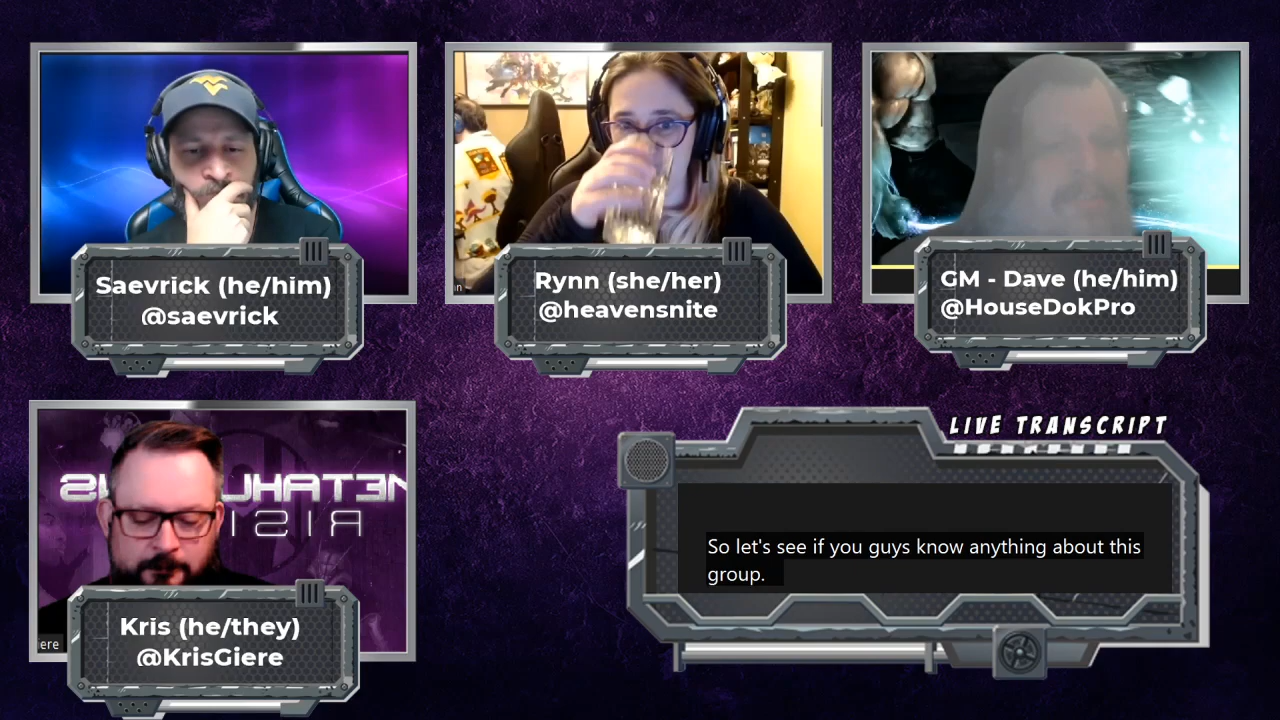 Saevrick (he/him)
@saevrick
Rynn (she/her)
@heavensnite
GM - Dave (he/him)
@HouseDokPro
ere
Kris (he/they)
@KrisGiere
LIVE TRANSCRIPT
So let's see if you guys know anything about this
group.